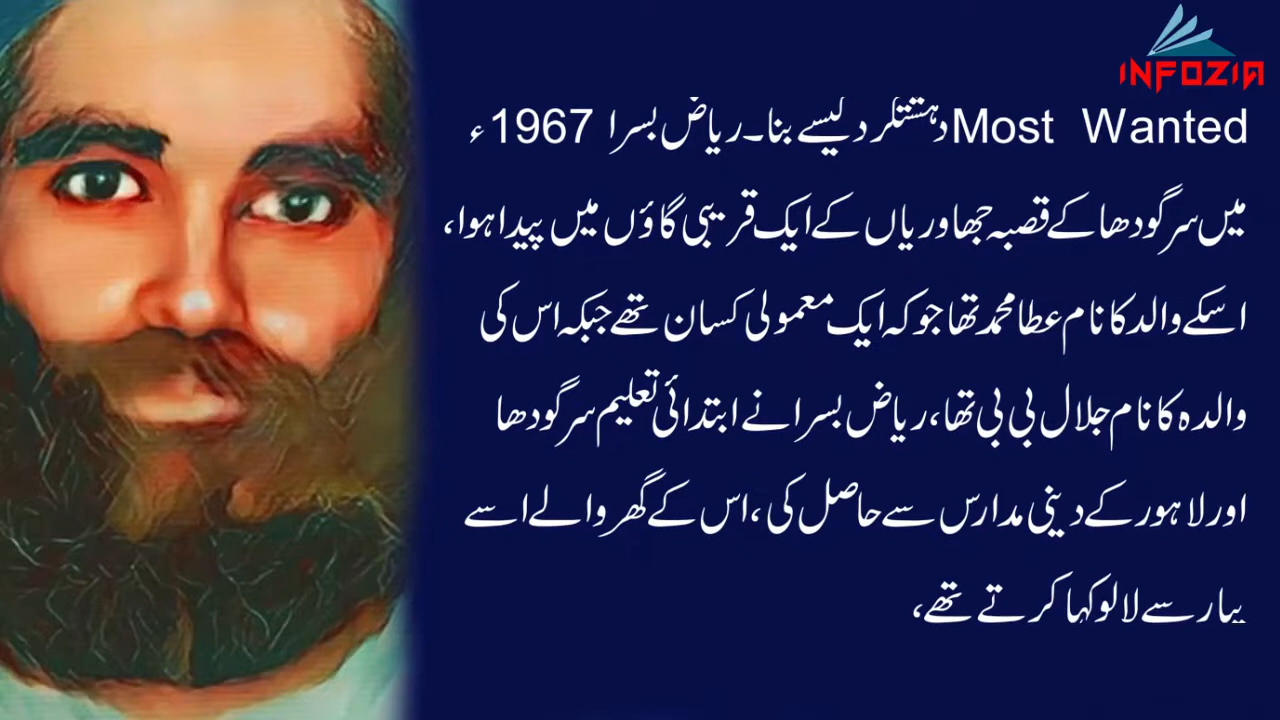 INFOZIA
Most Wanted دہشتگرد کیسے بنا۔ریاض بسرا 1967ء
میں سرگودھا کے قصبہ جھاوریاں کے ایک قریبی گاؤں میں پیدا ہوا،
اسکے والد کا نام عطا محمد تھا جو کہ ایک معمولی کسان تھے جبکہ اس کی
والدہ کا نام جلال بی بی تھا، ریاض بسرا نے ابتدائی تعلیم سرگودھا
اور لاہور کے دینی مدارس سے حاصل کی، اس کے گھر والے اسے
پیار سے لالو کہا کرتے تھے،